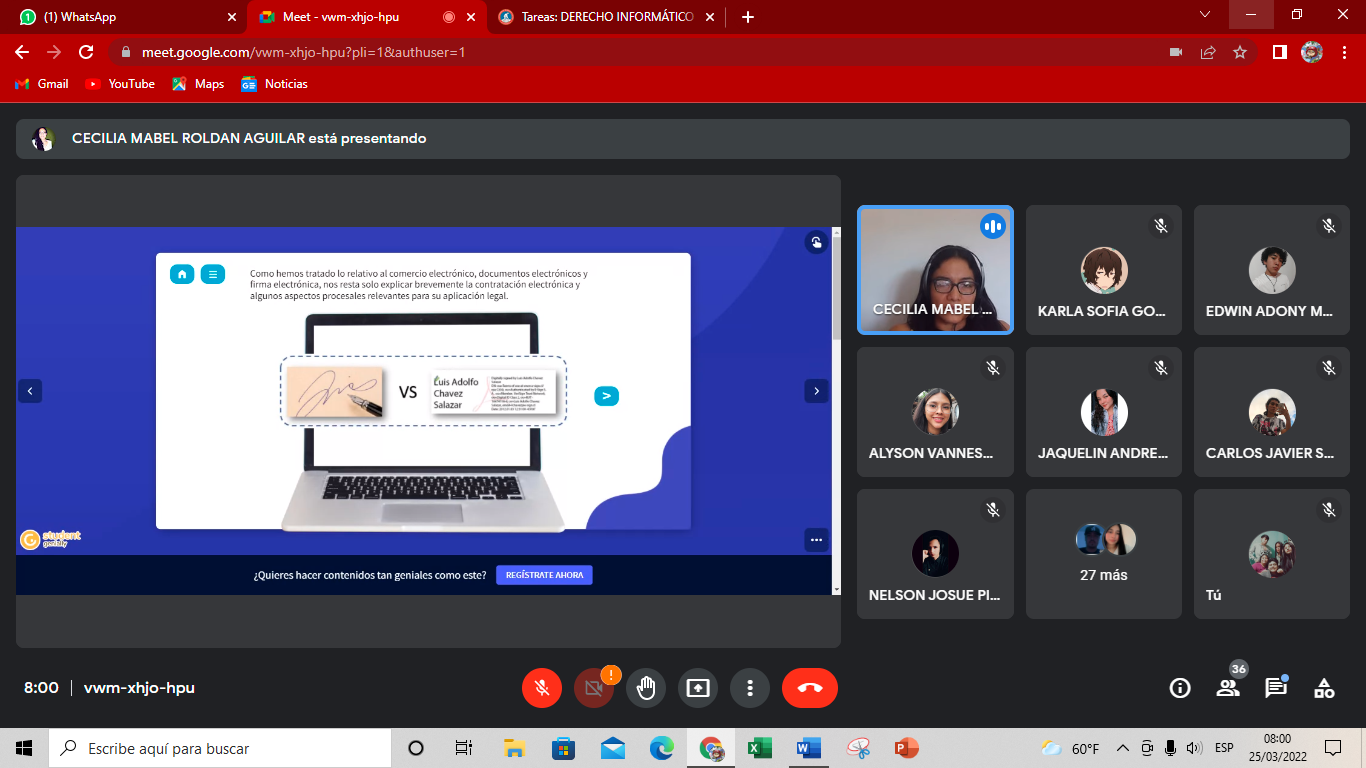 (1) WhatsApp
Meet - vwm-xhjo-hpu
Tareas: DERECHO INFORMÁTICO
meet.google.com/vwm-xhjo-hpu?pli=1&authuser=1
Gmail
YouTube
Maps
Noticias
CECILIA MABEL ROLDAN AGUILAR está presentando
Como hemos tratado lo relativo al comercio electrónico, documentos electrónicos y
firma electrónica, nos resta solo explicar brevemente la contratación electrónica y
algunos aspectos procesales relevantes para su aplicación legal.
VS
Luis Adolfo
Chavez
Salazar
>
student
genially
¿Quieres hacer contenidos tan geniales como este?
REGÍSTRATE AHORA
CECILIA MABEL ...
KARLA SOFIA GO...
EDWIN ADONY M...
ALYSON VANNES...
JAQUELIN ANDRE...
CARLOS JAVIER S...
NELSON JOSUE PI...
27 más
Tú
8:00
vwm-xhjo-hpu
36
Escribe aquí para buscar
60°F
ESP
08:00
25/03/2022